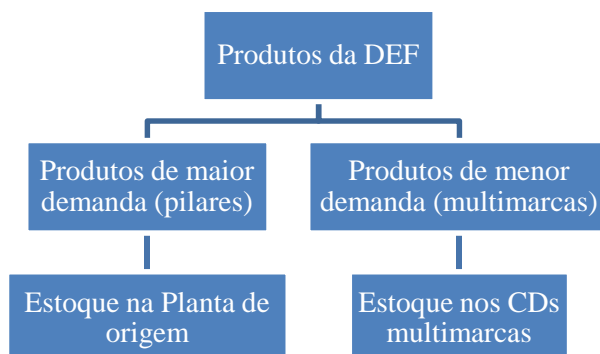 Produtos da DEF
Produtos de maior
demanda (pilares)
Produtos de menor
demanda (multimarcas)
Estoque na Planta de
origem
Estoque nos CDs
multimarcas